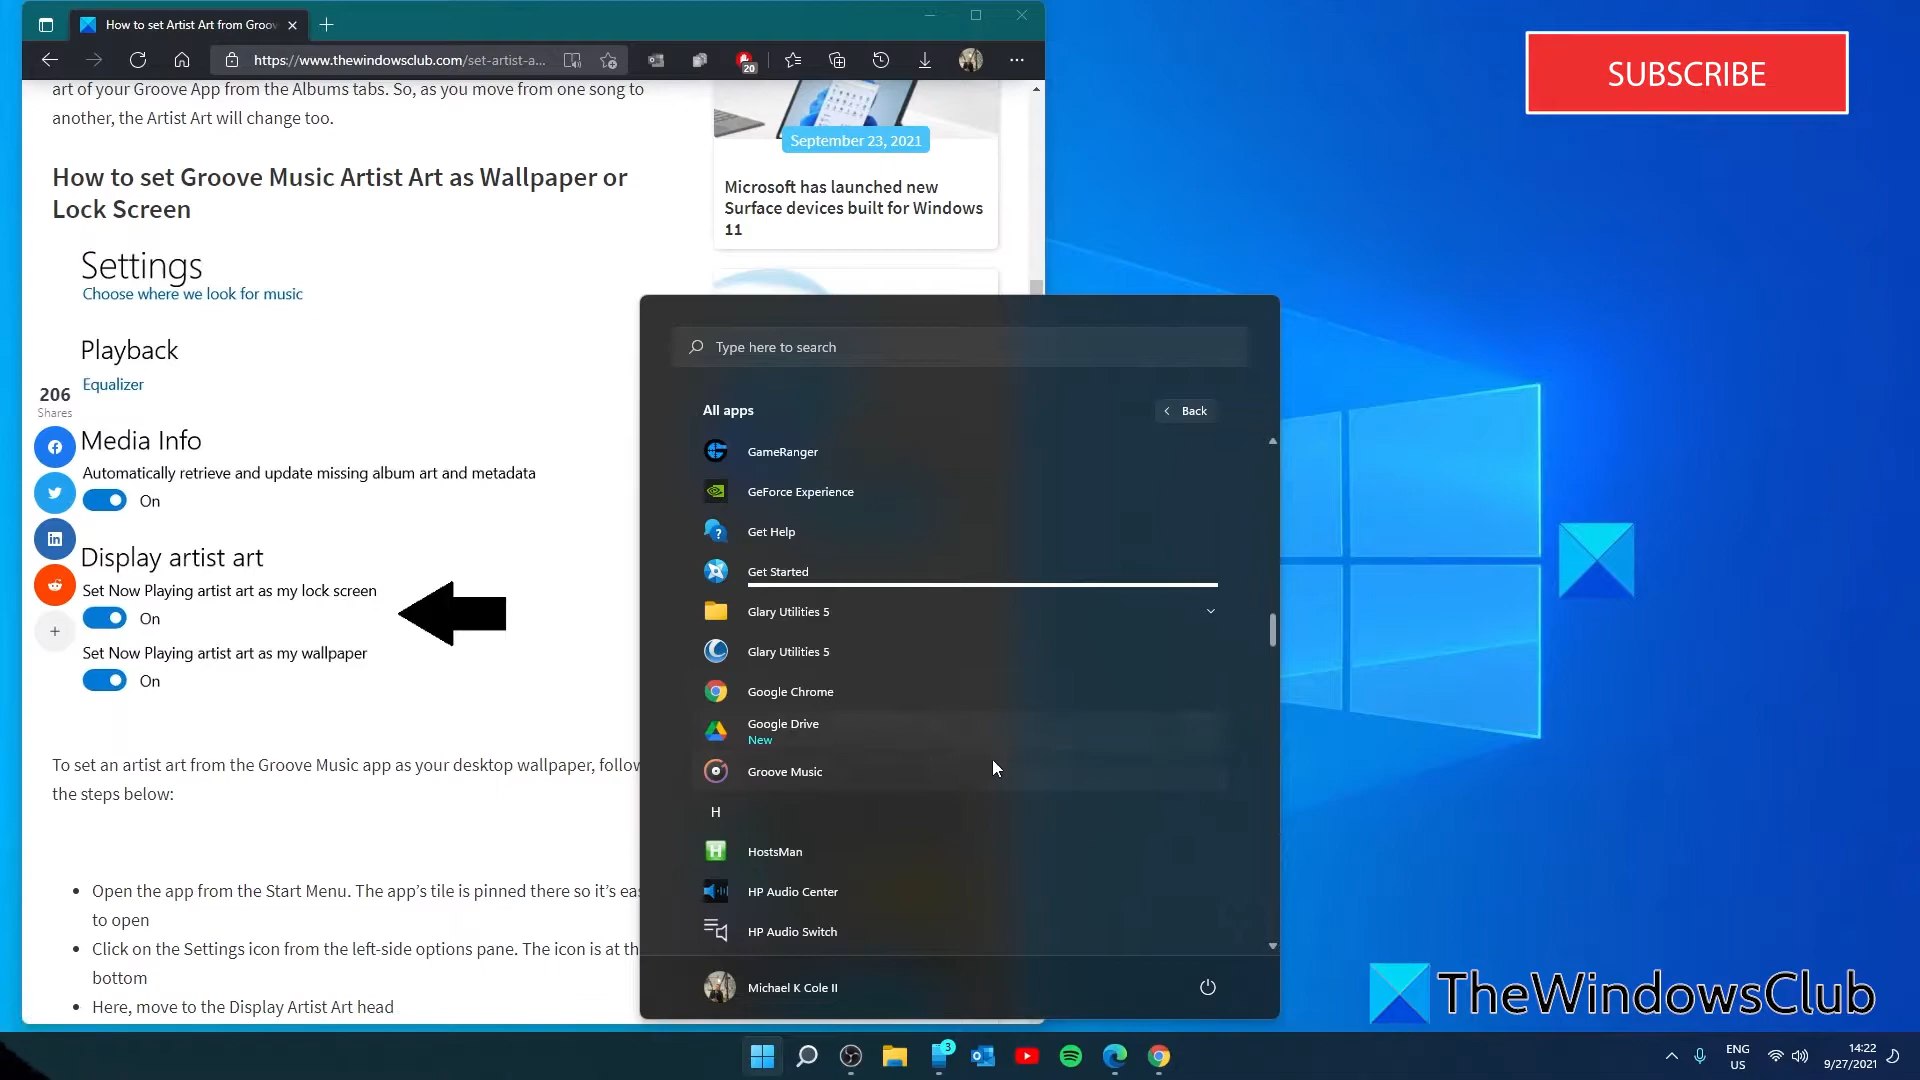 How to set Artist Art from Groov
https://www.thewindowsclub.com/set-artist-a...
20
art of your Groove App from the Albums tabs. So, as you move from one song to
another, the Artist Art will change too.
How to set Groove Music Artist Art as Wallpaper or
Lock Screen
Settings
Choose where we look for music
Playback
Equalizer
206
Shares
Media Info
Automatically retrieve and update missing album art and metadata
On
Display artist art
Set Now Playing artist art as my lock screen
On
Set Now Playing artist art as my wallpaper
On
To set an artist art from the Groove Music app as your desktop wallpaper, follow
the steps below:
Open the app from the Start Menu. The app's tile is pinned there so it's eas
to open
Click on the Settings icon from the left-side options pane. The icon is at th
bottom
Here, move to the Display Artist Art head
September 23, 2021
Microsoft has launched new
Surface devices built for Windows
11
Type here to search
All apps
Back
GameRanger
GeForce Experience
Get Help
Get Started
Glary Utilities 5
Glary Utilities 5
Google Chrome
Google Drive
New
Groove Music
H
HostsMan
HP Audio Center
HP Audio Switch
Michael K Cole II
SUBSCRIBE
TheWindowsClub
3
ENG
US
14:22
9/27/2021